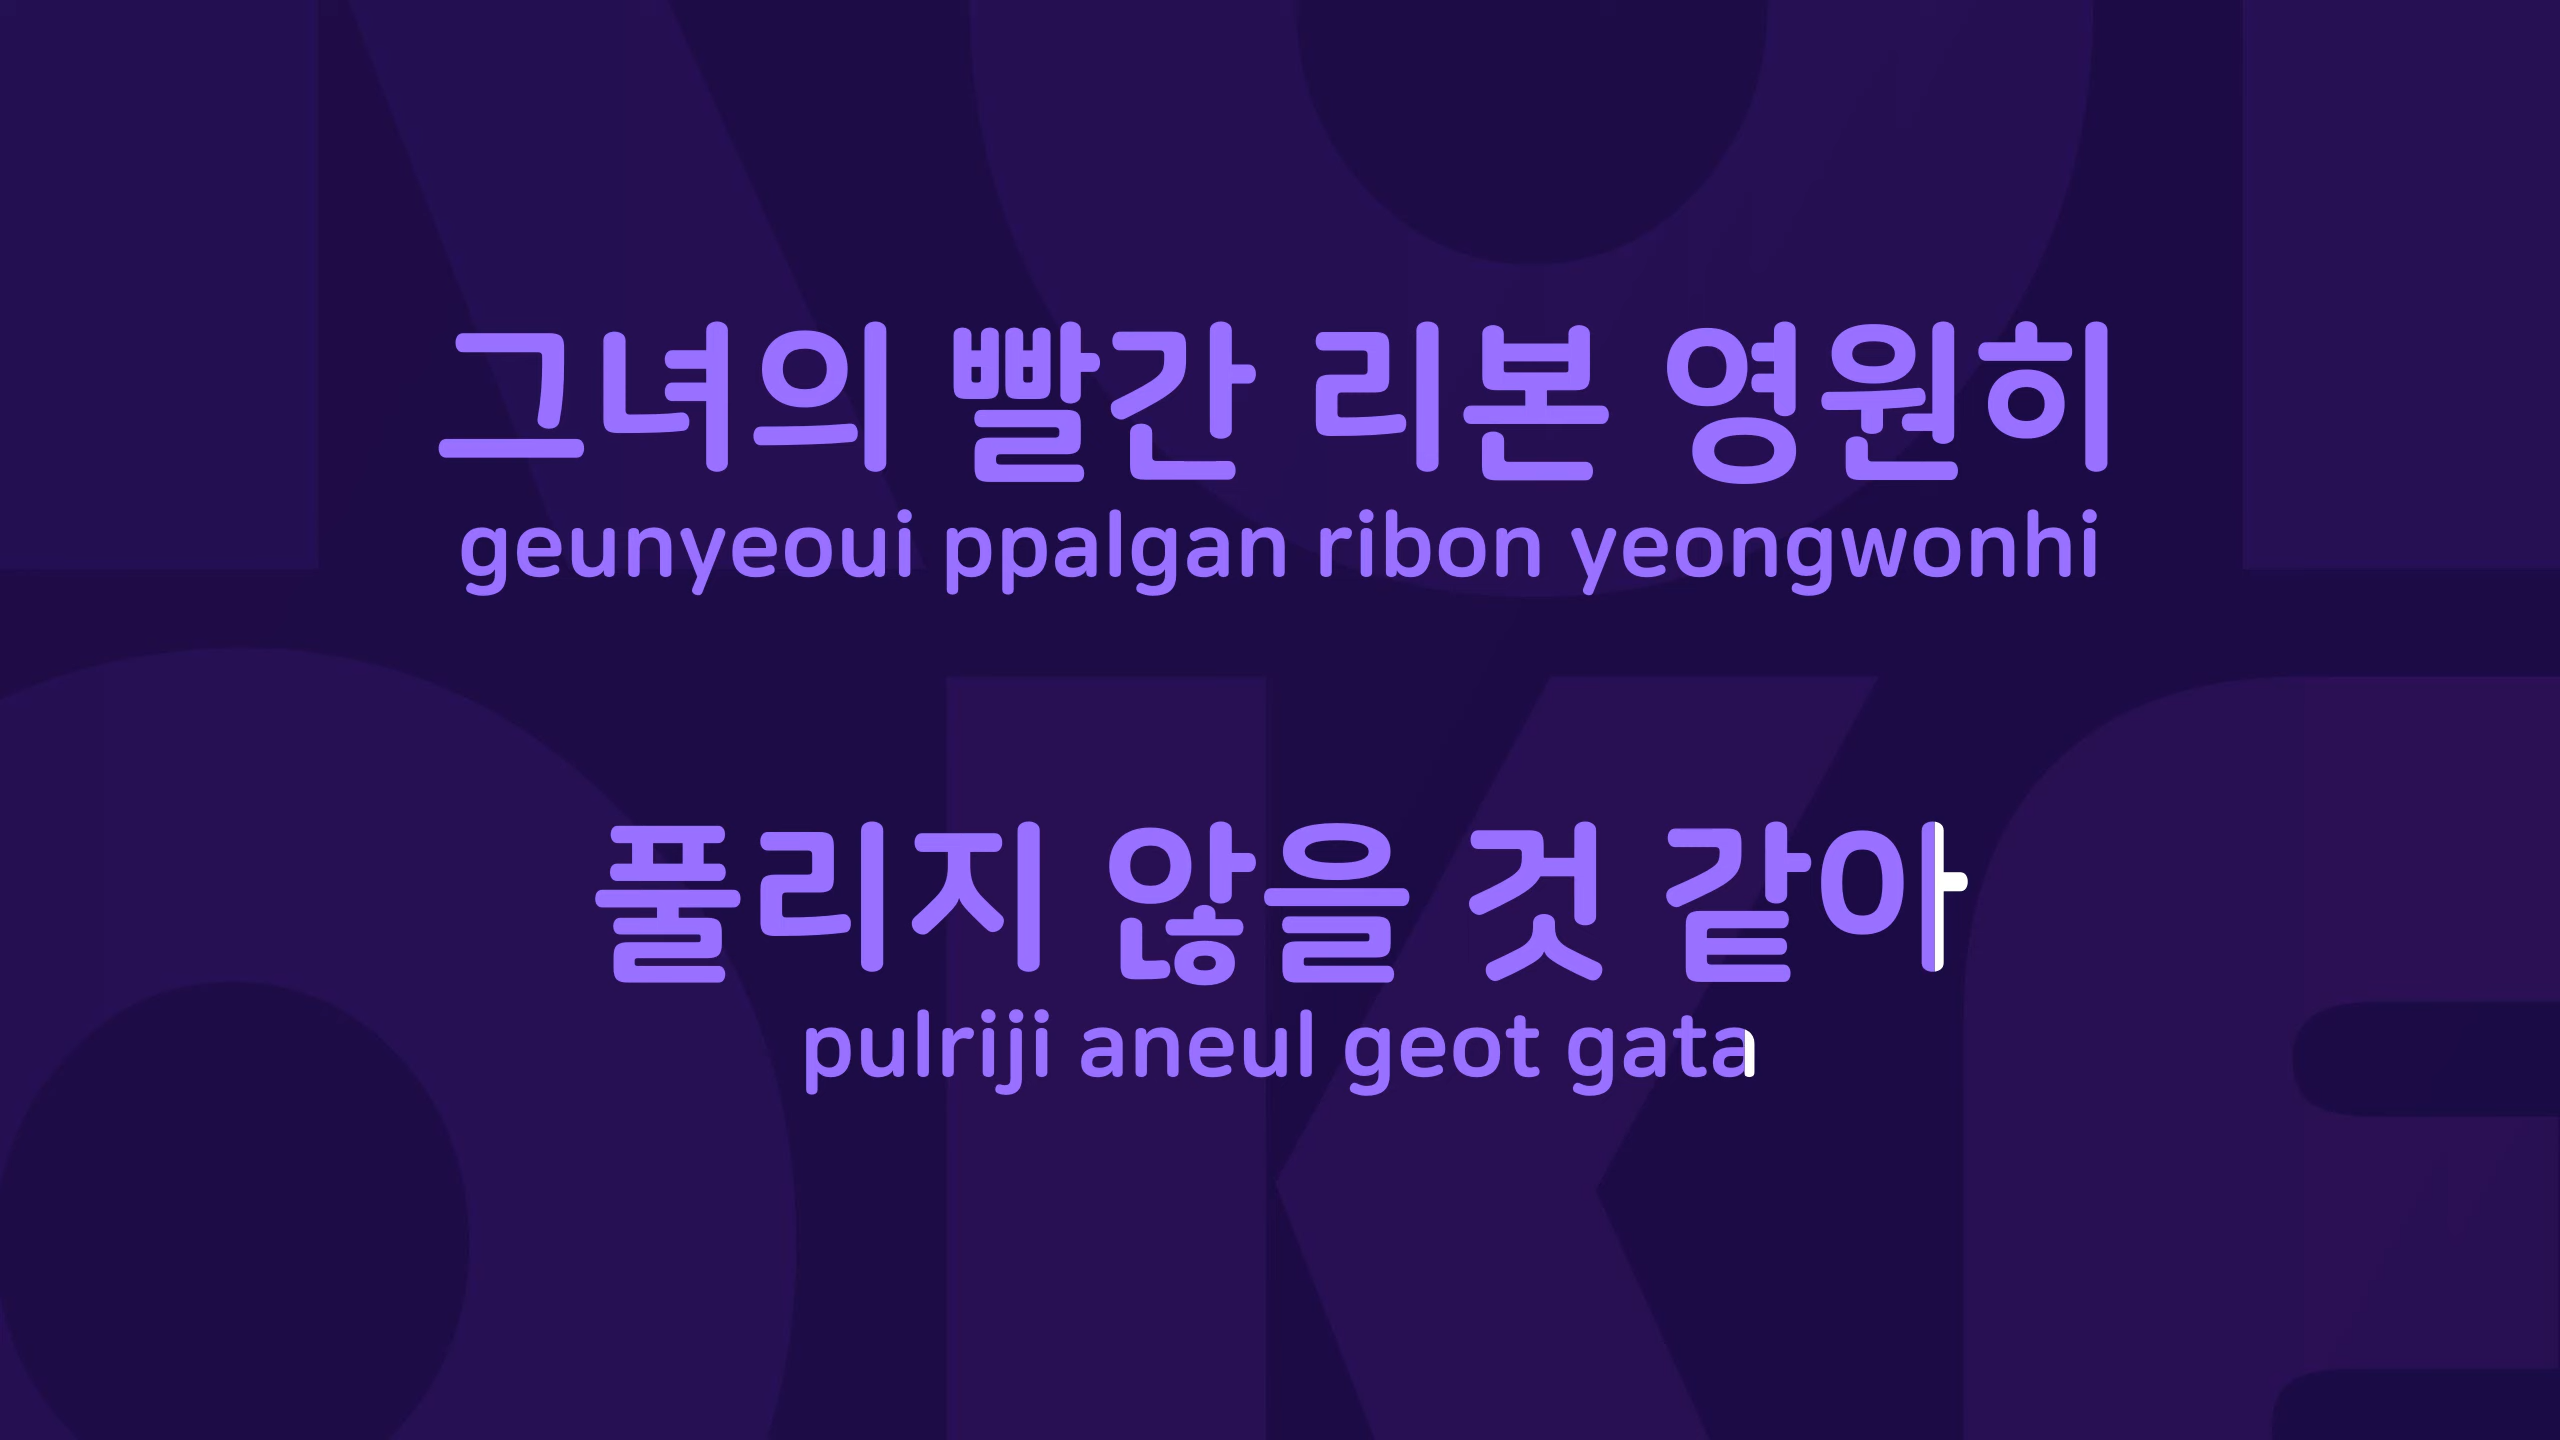 그녀의 빨간 리본 영원히
geunyeoui ppalgan ribon yeongwonhi
풀리지 않을 것 같아
pulriji aneul geot gata